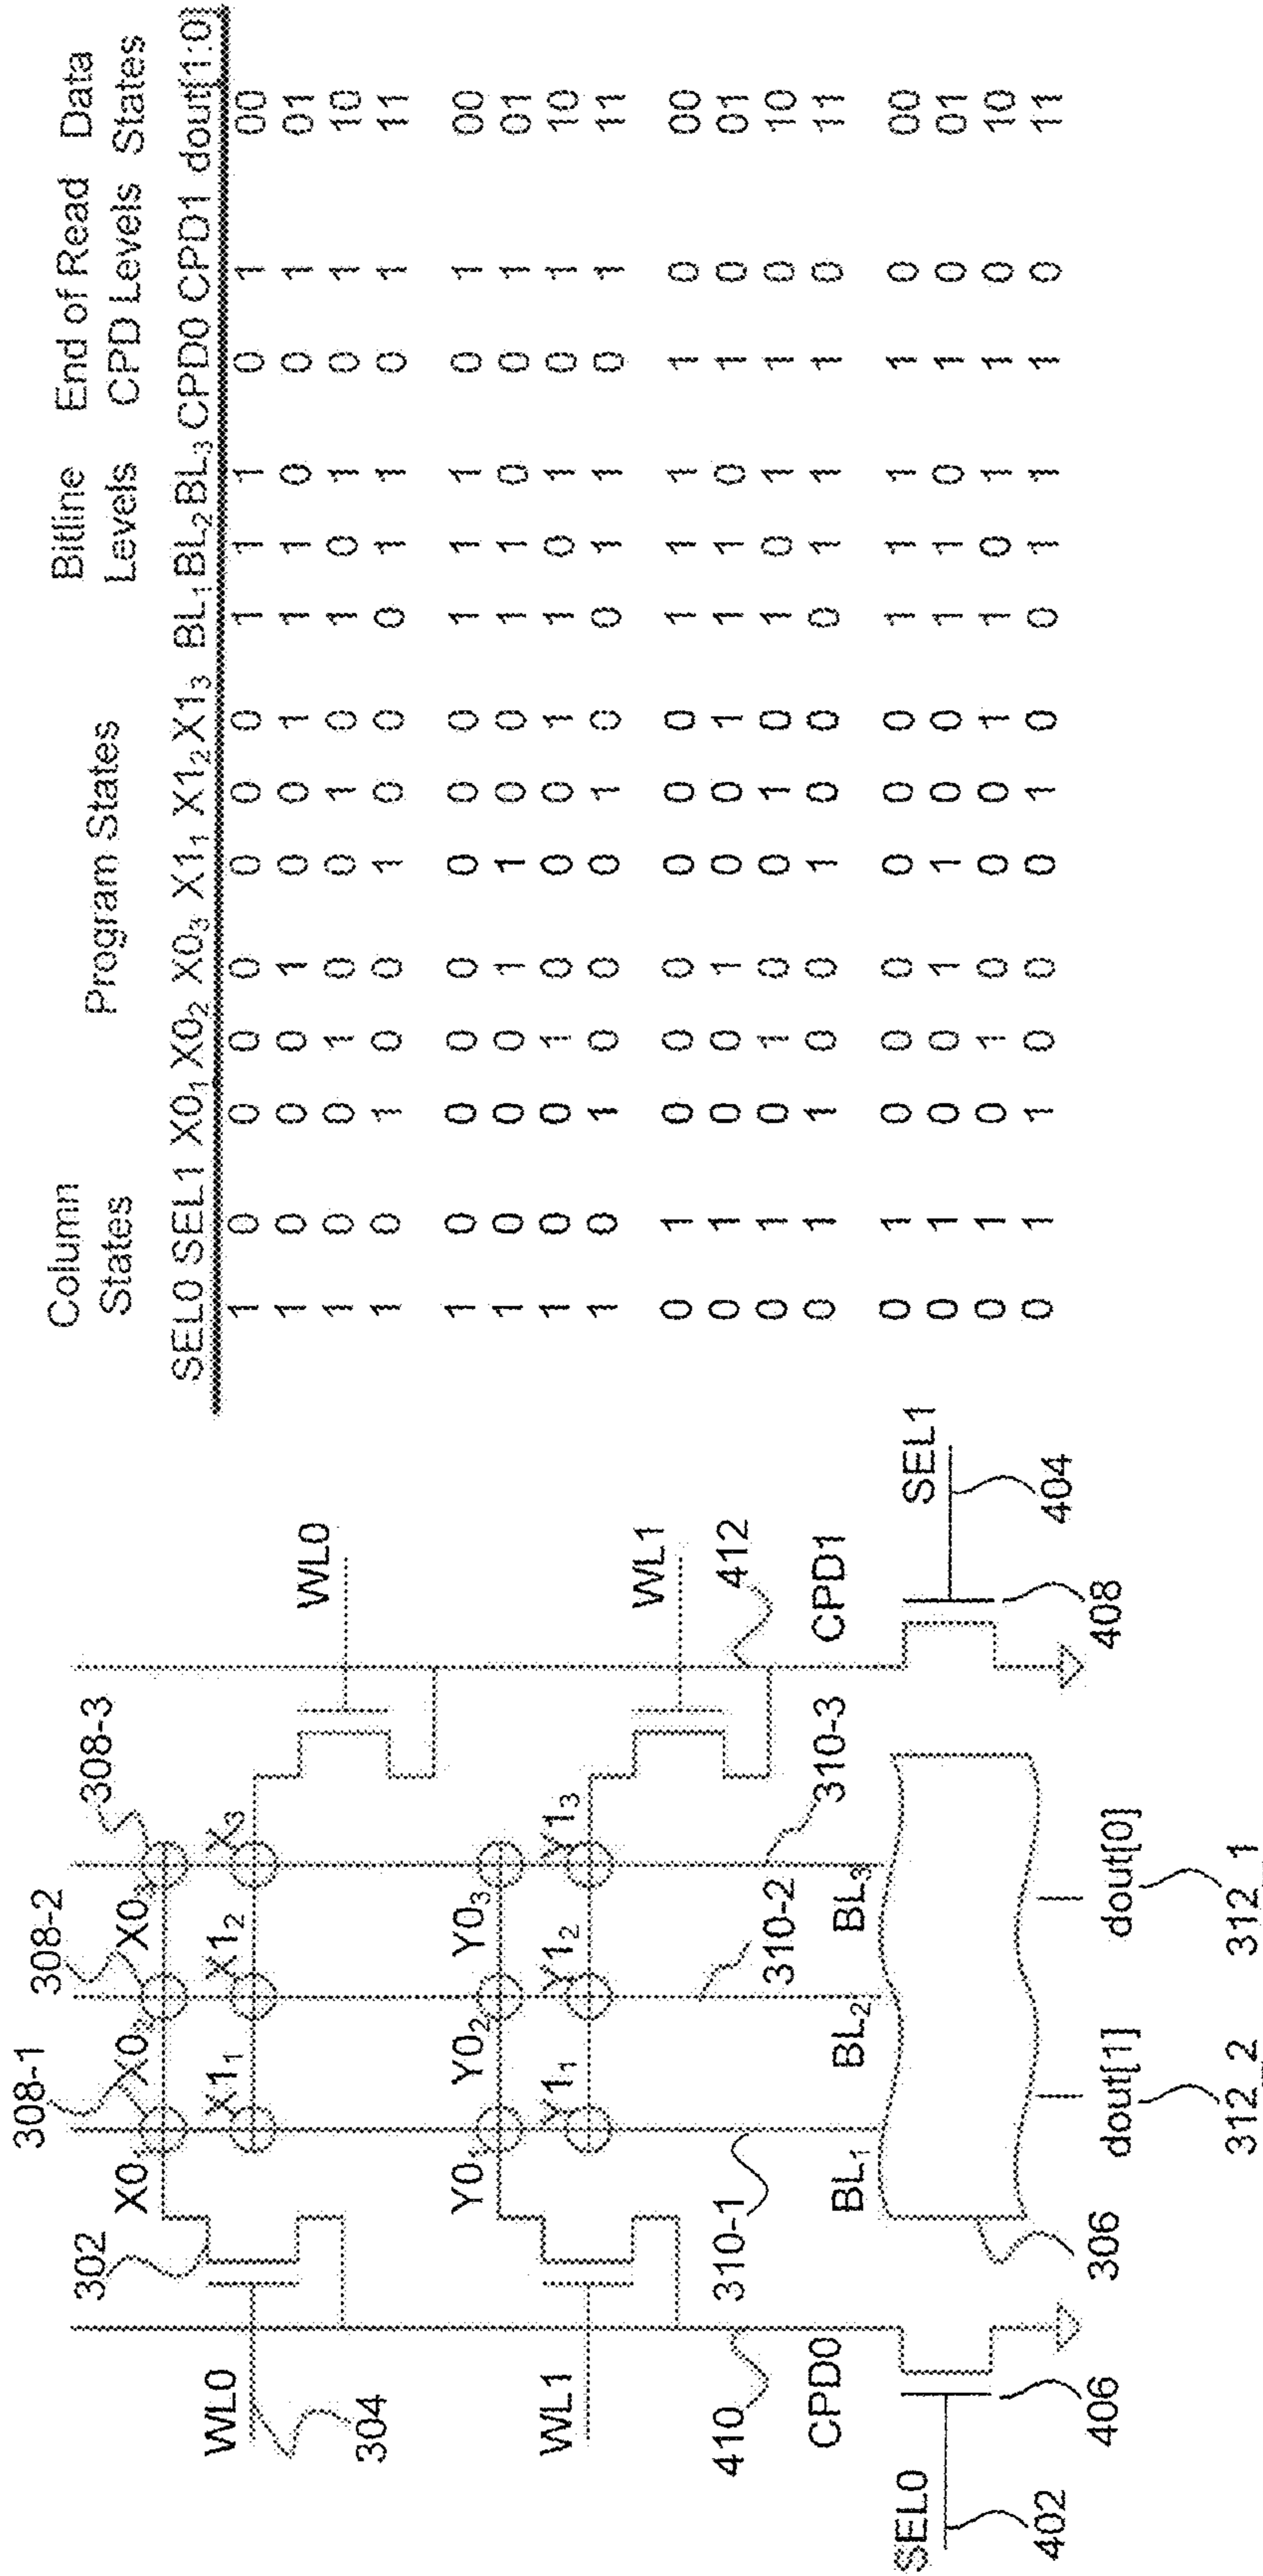 308-1
308-2
308-3
302
X0₁
X0₂
X0₃
X1₁
X1₂
X₃
WL0
WL0
304
Y0₁
Y0₂
Y0₃
Y1₁
Y1₂
Y1₃
WL1
WL1
412
410
310-1
310-2
310-3
CPD0
BL₁
BL₂
BL₃
CPD1
SEL0
SEL1
402
406
306
dout[1]
dout[0]
408
404
312_2
312_1
Column States
Program States
Bitline Levels
End of Read CPD Levels
Data States
SEL0 SEL1 X0₁ X0₂ X0₃ X1₁ X1₂ X1₃ BL₁ BL₂ BL₃ CPD0 CPD1 dout[1:0]
1 0 0 0 0 0 0 0 1 1 1 0 1 00
1 0 0 0 1 0 0 1 1 1 0 0 1 01
1 0 0 1 0 0 1 0 1 0 1 0 1 10
1 0 1 0 0 1 0 0 0 1 1 0 1 11
1 0 0 0 0 0 0 0 1 1 1 0 1 00
1 0 0 0 1 1 0 0 1 1 0 0 1 01
1 0 0 1 0 0 0 1 1 0 1 0 1 10
1 0 1 0 0 0 1 0 0 1 1 0 1 11
0 1 0 0 0 0 0 0 1 1 1 1 0 00
0 1 0 0 1 0 0 1 1 1 0 1 0 01
0 1 0 1 0 0 1 0 1 0 1 1 0 10
0 1 1 0 0 1 0 0 0 1 1 1 0 11
0 1 0 0 0 0 0 0 1 1 1 1 0 00
0 1 0 0 1 1 0 0 1 1 0 1 0 01
0 1 0 1 0 0 0 1 1 0 1 1 0 10
0 1 1 0 0 0 1 0 0 1 1 1 0 11